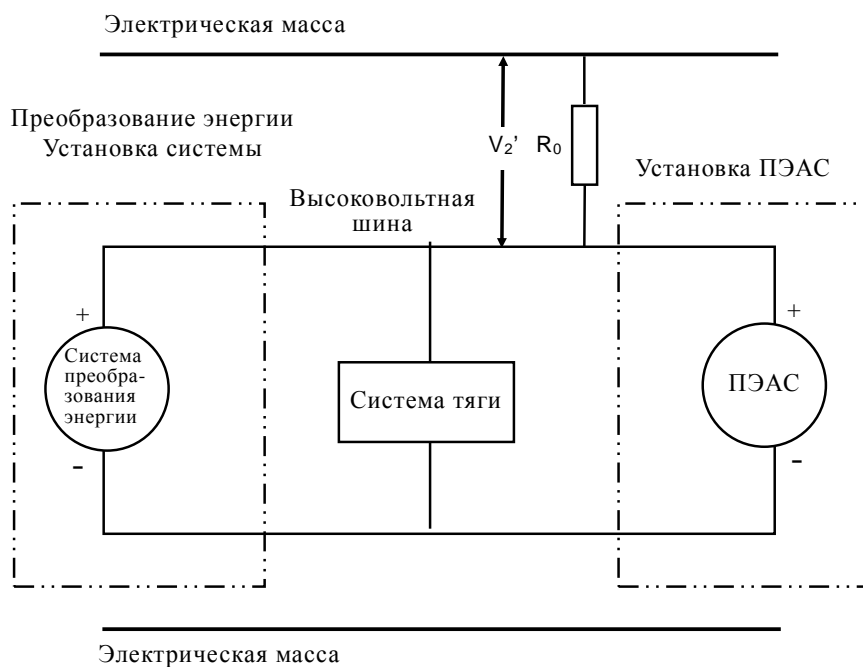 Электрическая масса
Преобразование энергии
Установка системы
V2’
R0
Установка ПЭАС
Высоковольтная
шина
+
+
Система
преобра-
зования
энергии
Система тяги
ПЭАС
-
-
Электрическая масса